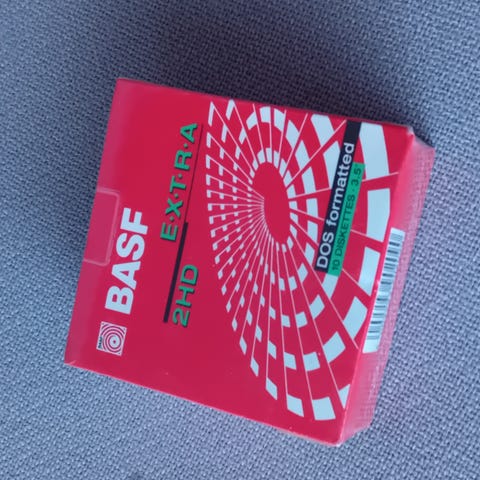 BASF
2HD E·X·T·R·A
DOS formatted
10 DISKETTES 3.5"